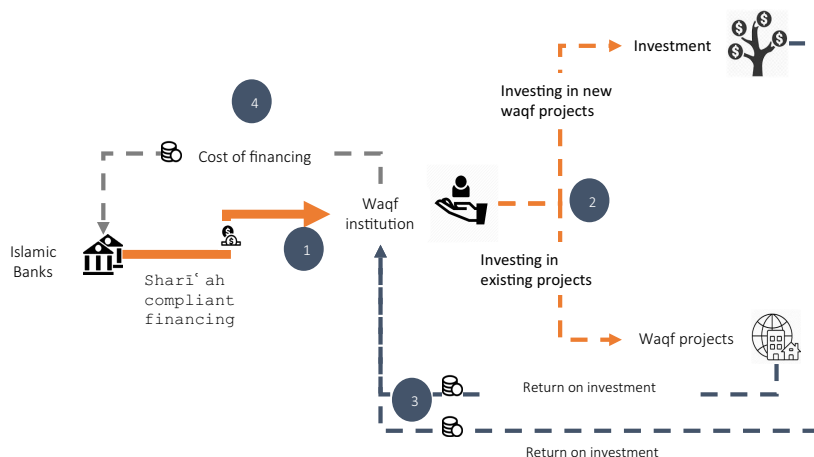 Investment
Investing in new
waqf projects
4
Cost of financing
Waqf
institution
2
1
Islamic
Banks
Sharīʿah
compliant
financing
Investing in
existing projects
Waqf projects
3
Return on investment
Return on investment